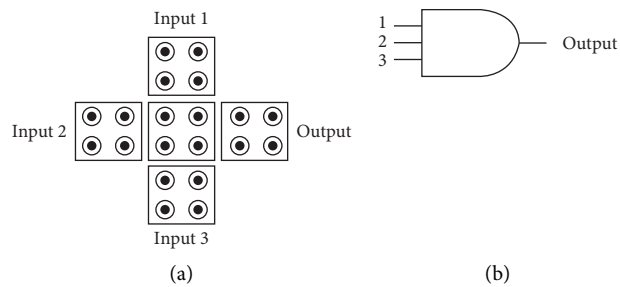 Input 1
Input 2
Output
Input 3
(a)
1
2
3
Output
(b)